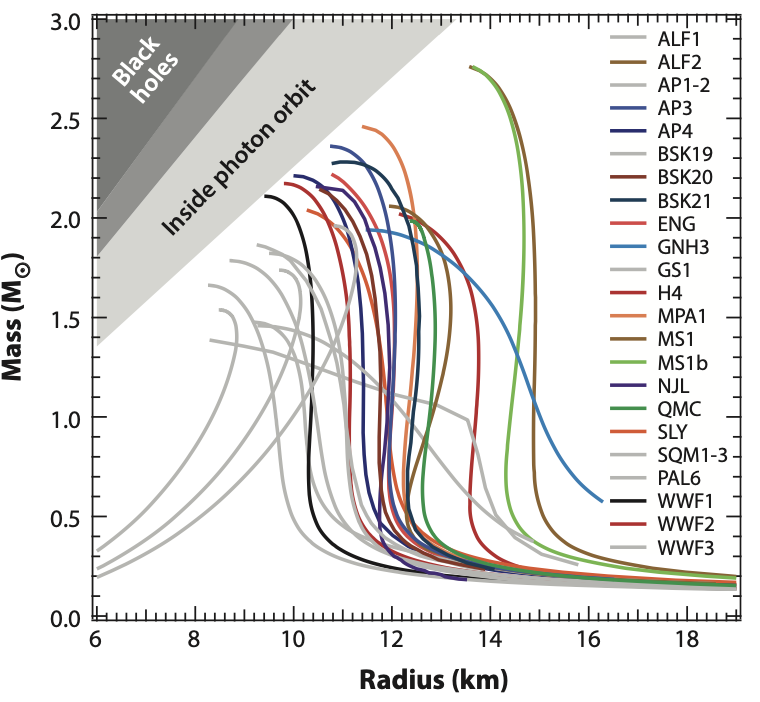 3.0
2.5
2.0
1.5
1.0
0.5
0.0
Mass (M⊙)
Black
holes
Inside photon orbit
ALF1
ALF2
AP1-2
AP3
AP4
BSK19
BSK20
BSK21
ENG
GNH3
GS1
H4
MPA1
MS1
MS1b
NJL
QMC
SLY
SQM1-3
PAL6
WWF1
WWF2
WWF3
6 8 10 12 14 16 18
Radius (km)